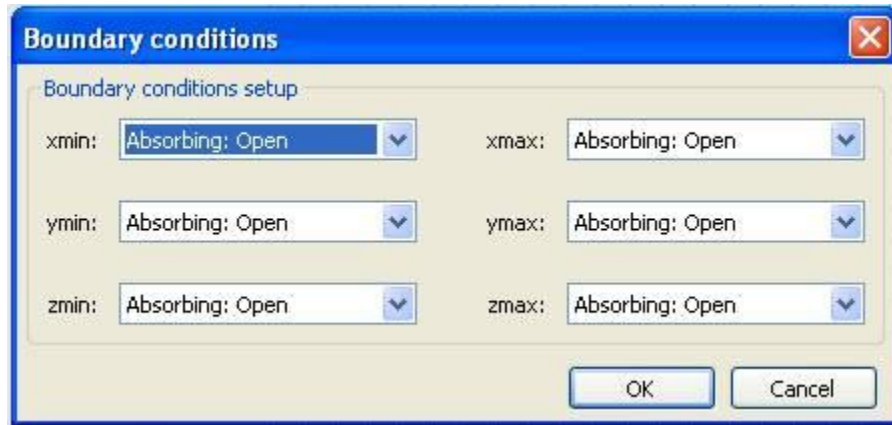 Boundary conditions
Boundary conditions setup
xmin: Absorbing: Open xmax: Absorbing: Open
ymin: Absorbing: Open ymax: Absorbing: Open
zmin: Absorbing: Open zmax: Absorbing: Open
OK Cancel